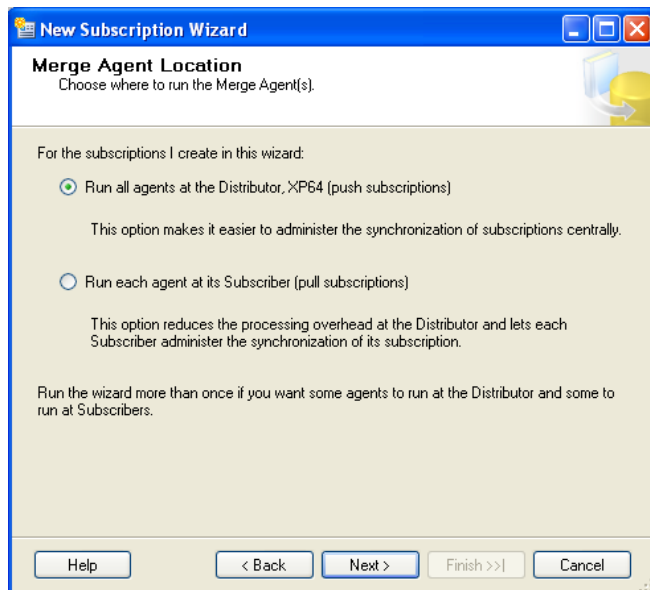 New Subscription Wizard
Merge Agent Location
Choose where to run the Merge Agent(s).
For the subscriptions I create in this wizard:
Run all agents at the Distributor, XP64 (push subscriptions)
This option makes it easier to administer the synchronization of subscriptions centrally.
Run each agent at its Subscriber (pull subscriptions)
This option reduces the processing overhead at the Distributor and lets each
Subscriber administer the synchronization of its subscription.
Run the wizard more than once if you want some agents to run at the Distributor and some to
run at Subscribers.
Help
< Back
Next >
Finish >>|
Cancel